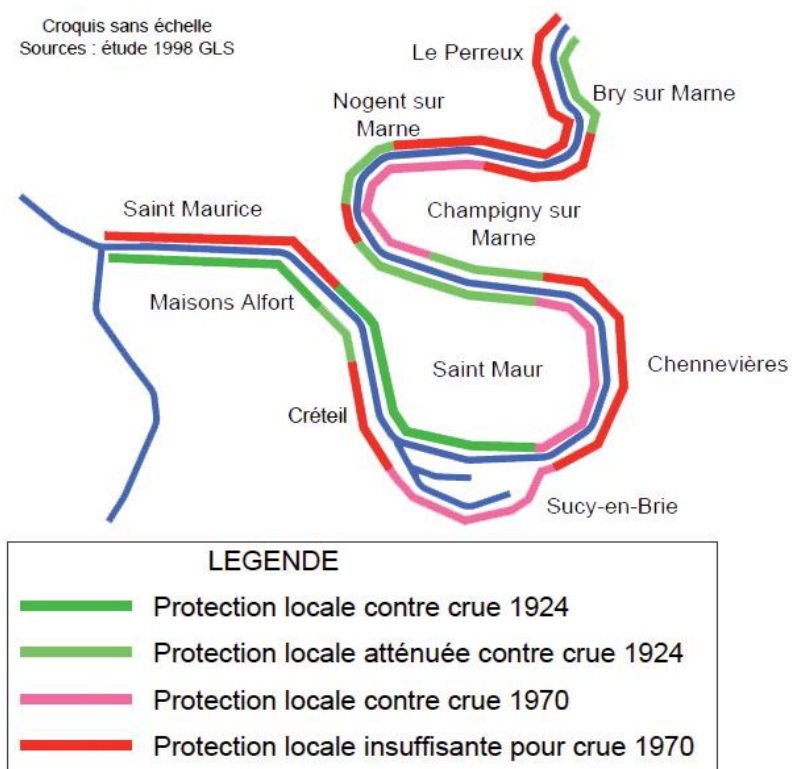 Croquis sans échelle
Sources : étude 1998 GLS
Le Perreux
Bry sur Marne
Nogent sur
Marne
Saint Maurice
Champigny sur
Marne
Maisons Alfort
Saint Maur
Chennevières
Créteil
Sucy-en-Brie
LEGENDE
Protection locale contre crue 1924
Protection locale atténuée contre crue 1924
Protection locale contre crue 1970
Protection locale insuffisante pour crue 1970